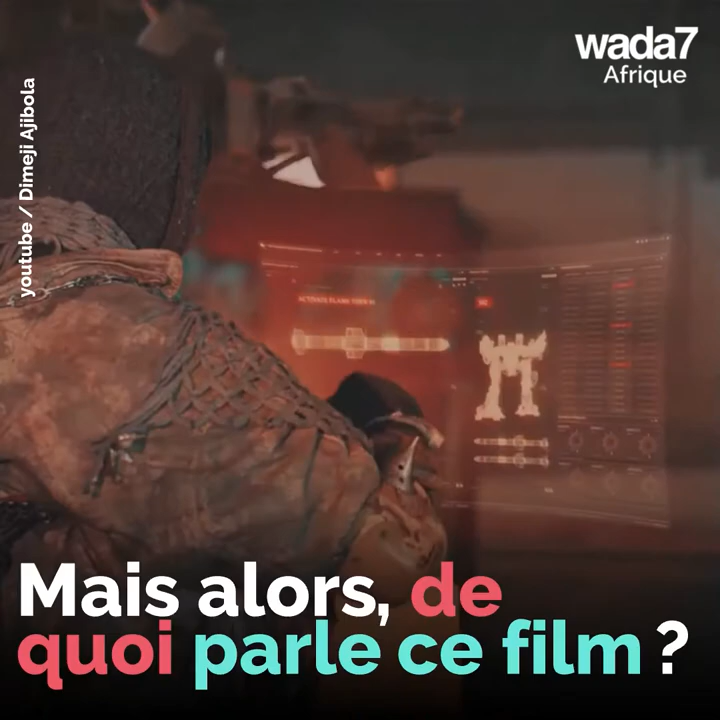 wada7
Afrique
youtube / Dimeji Ajibola
Mais alors, de
quoi parle ce film ?